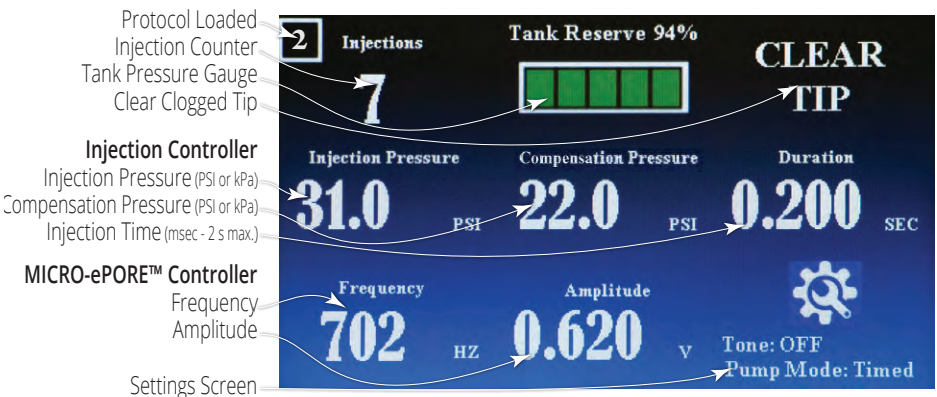 Protocol Loaded
Injection Counter
Tank Pressure Gauge
Clear Clogged Tip
Injection Controller
Injection Pressure (PSI or kPa)
Compensation Pressure (PSI or kPa)
Injection Time (msec - 2 s max.)
MICRO-ePORE™ Controller
Frequency
Amplitude
Settings Screen
2 Injections Tank Reserve 94%
7
CLEAR
TIP
Injection Pressure Compensation Pressure Duration
31.0 PSI 22.0 PSI 0.200 SEC
Frequency Amplitude
702 HZ 0.620 V
Tone: OFF
Pump Mode: Timed